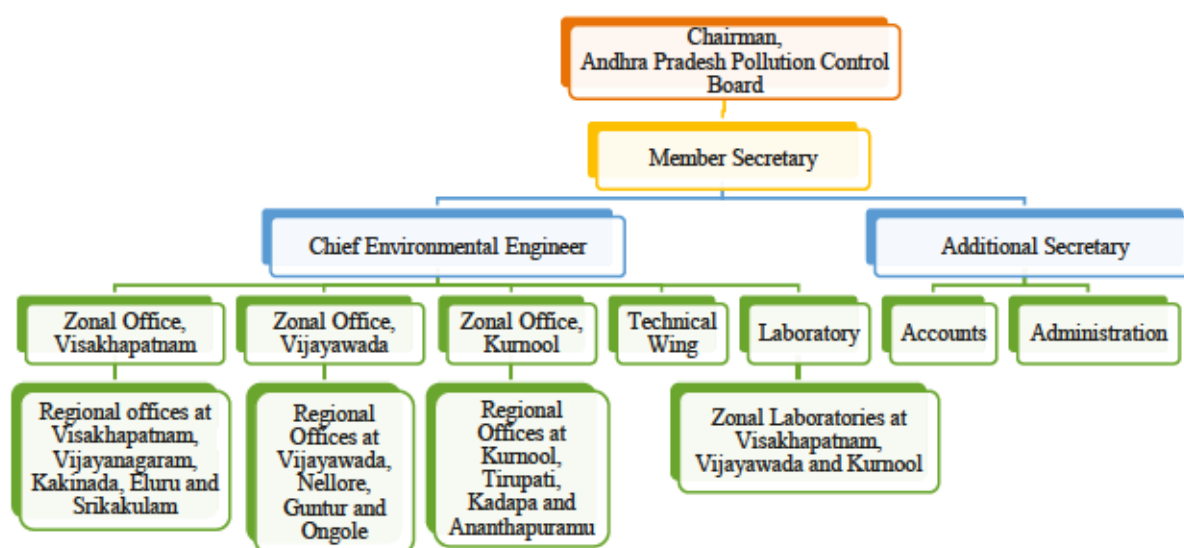 Chairman,
Andhra Pradesh Pollution Control
Board
Member Secretary
Chief Environmental Engineer
Additional Secretary
Zonal Office,
Visakhapatnam
Zonal Office,
Vijayawada
Zonal Office,
Kurnool
Technical
Wing
Laboratory
Accounts
Administration
Regional offices at
Visakhapatnam,
Vijayanagaram,
Kakinada, Eluru and
Srikakulam
Regional
Offices at
Vijayawada,
Nellore,
Guntur and
Ongole
Regional
Offices at
Kurnool,
Tirupati,
Kadapa and
Ananthapuramu
Zonal Laboratories at
Visakhapatnam,
Vijayawada and Kurnool